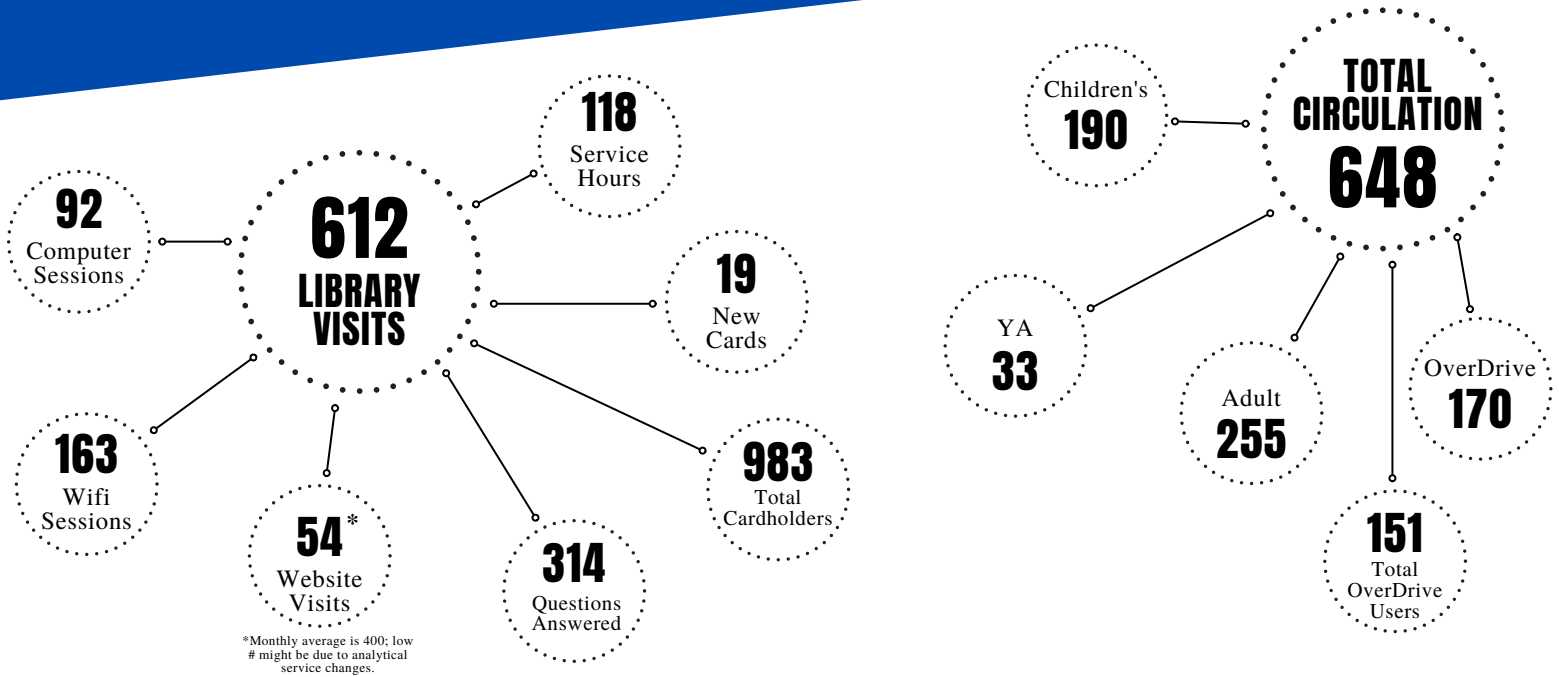 118
Service
Hours
92
Computer
Sessions
612
LIBRARY
VISITS
19
New
Cards
163
Wifi
Sessions
54*
Website
Visits
*Monthly average is 400; low
# might be due to analytical
service changes.
314
Questions
Answered
983
Total
Cardholders
TOTAL
CIRCULATION
648
Children's
190
YA
33
Adult
255
OverDrive
170
151
Total
OverDrive
Users